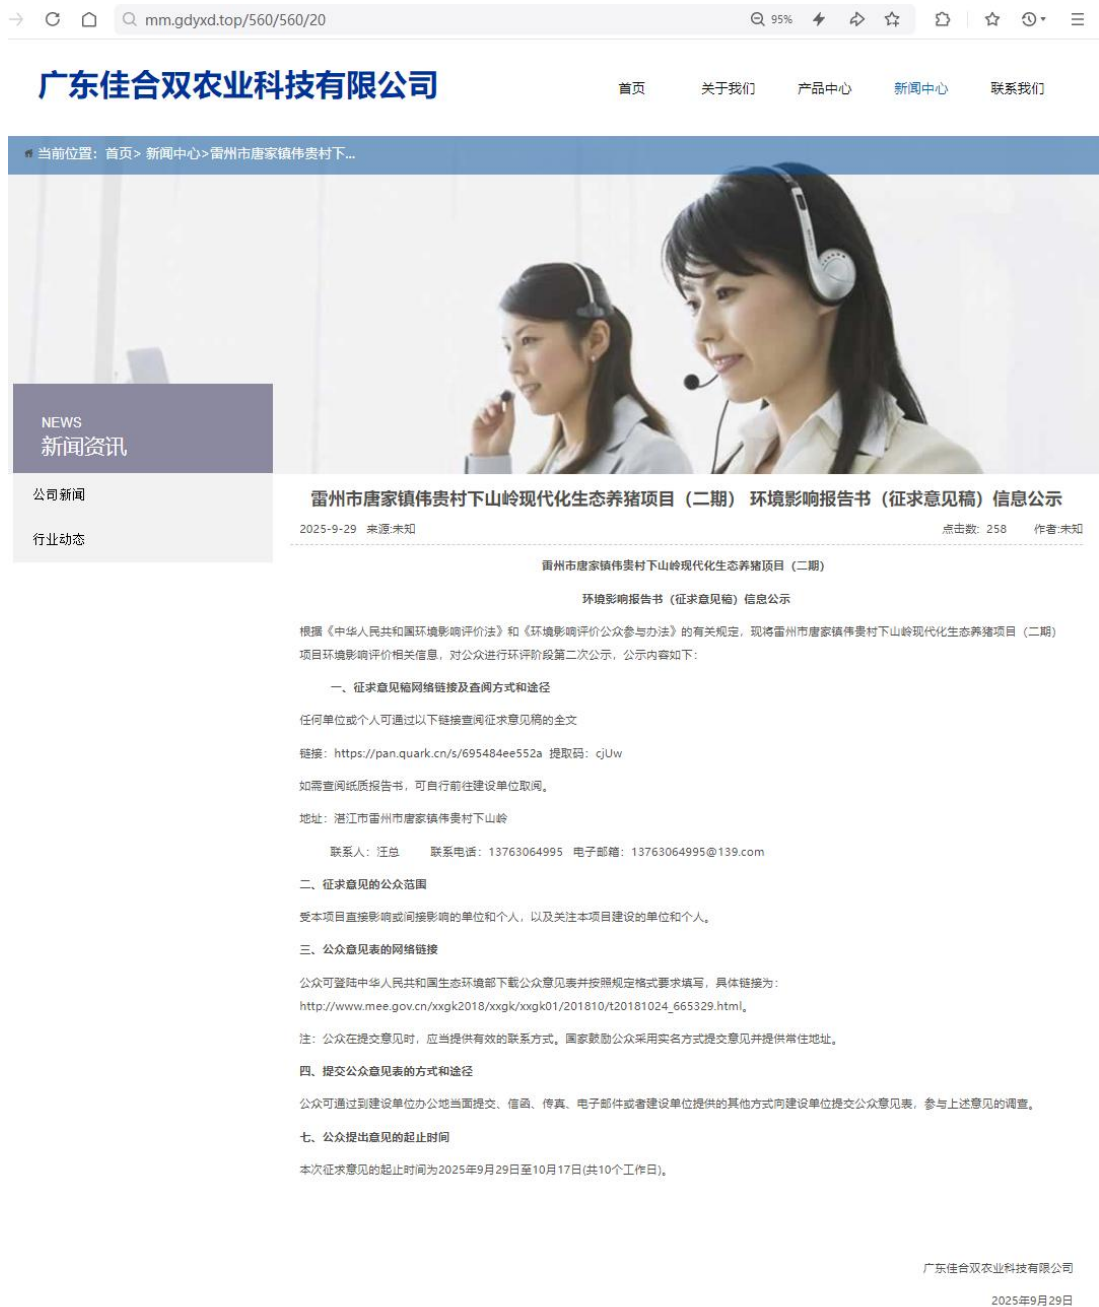 mm.gdyxd.top/560/560/20
95%
广东佳合双农业科技有限公司
首页 关于我们 产品中心 新闻中心 联系我们
当前位置：首页> 新闻中心>雷州市唐家镇伟贵村下...
NEWS
新闻资讯
公司新闻
行业动态
雷州市唐家镇伟贵村下山岭现代化生态养猪项目（二期） 环境影响报告书（征求意见稿）信息公示
2025-9-29 来源:未知 点击数: 258 作者:未知
雷州市唐家镇伟贵村下山岭现代化生态养猪项目（二期）
环境影响报告书（征求意见稿）信息公示
根据《中华人民共和国环境影响评价法》和《环境影响评价公众参与办法》的有关规定，现将雷州市唐家镇伟贵村下山岭现代化生态养猪项目（二期）
项目环境影响评价相关信息，对公众进行环评阶段第二次公示，公示内容如下：
一、征求意见稿网络链接及查阅方式和途径
任何单位或个人可通过以下链接查阅征求意见稿的全文
链接：https://pan.quark.cn/s/695484ee552a 提取码：cjUw
如需查阅纸质报告书，可自行前往建设单位取阅。
地址：湛江市雷州市唐家镇伟贵村下山岭
联系人：汪总 联系电话：13763064995 电子邮箱：13763064995@139.com
二、征求意见的公众范围
受本项目直接影响或间接影响的单位和个人，以及关注本项目建设的单位和个人。
三、公众意见表的网络链接
公众可登陆中华人民共和国生态环境部下载公众意见表并按照规定格式要求填写，具体链接为：
http://www.mee.gov.cn/xxgk2018/xxgk/xxgk01/201810/t20181024_665329.html。
注：公众在提交意见时，应当提供有效的联系方式。国家鼓励公众采用实名方式提交意见并提供常住地址。
四、提交公众意见表的方式和途径
公众可通过到建设单位办公地当面提交、信函、传真、电子邮件或者建设单位提供的其他方式向建设单位提交公众意见表，参与上述意见的调查。
七、公众提出意见的起止时间
本次征求意见的起止时间为2025年9月29日至10月17日(共10个工作日)。
广东佳合双农业科技有限公司
2025年9月29日